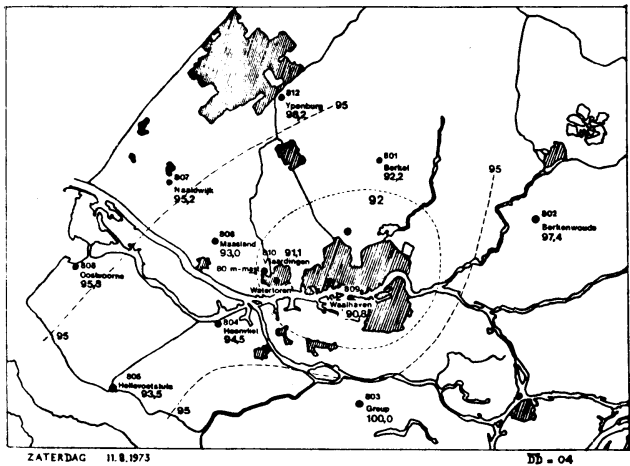 812
Ypenburg
96,2
95
801
Berkel
92,2
95
807
Naaldwijk
95,2
92
802
Berkenwoude
97,4
806
Maasland
93,0
810 91,1
Vlaardingen
80 m-mast
Watertoren
808
Oostvoorne
95,8
809
Waalhaven
90,8
804
Heenvliet
94,5
95
805
Hellevoetsluis
93,5
95
803
Greup
100,0
ZATERDAG 11.8.1973
DD = 04